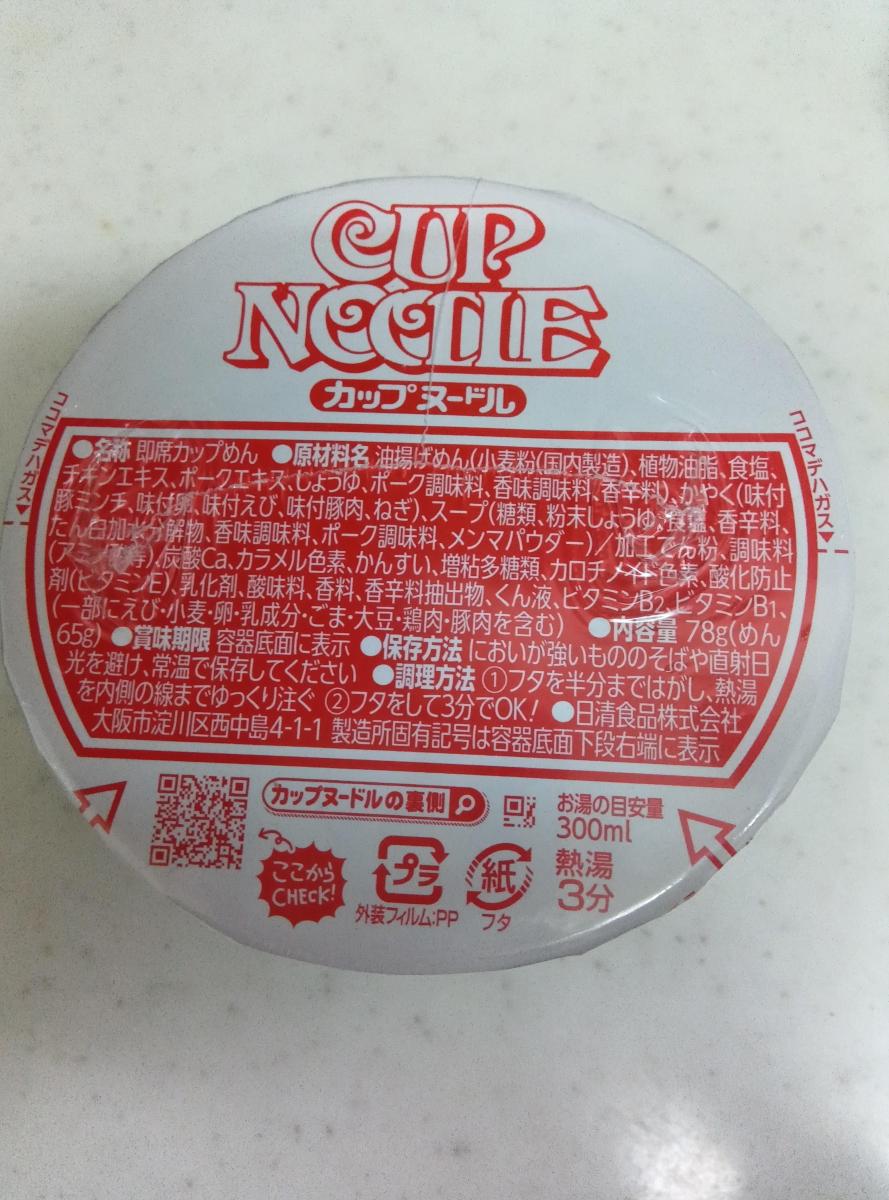 CUP
NOODLE
カップヌードル
ココマデハガス
ココマデハガス
●名称 即席カップめん ●原材料名 油揚げめん(小麦粉(国内製造)、植物油脂、食塩、
チキンエキス、ポークエキス、しょうゆ、ポーク調味料、香味調味料、香辛料)、かやく(味付
豚ミンチ、味付卵、味付えび、味付豚肉、ねぎ)、スープ(糖類、粉末しょうゆ、食塩、香辛料、
たん白加水分解物、香味調味料、ポーク調味料、メンマパウダー)/加工でん粉、調味料
(アミノ酸等)、炭酸Ca、カラメル色素、かんすい、増粘多糖類、カロチノイド色素、酸化防止
剤(ビタミンE)、乳化剤、酸味料、香料、香辛料抽出物、くん液、ビタミンB2、ビタミンB1、
(一部にえび・小麦・卵・乳成分・ごま・大豆・鶏肉・豚肉を含む) ●内容量 78g(めん
65g) ●賞味期限 容器底面に表示 ●保存方法 においが強いもののそばや直射日
光を避け、常温で保存してください ●調理方法 ①フタを半分まではがし、熱湯
を内側の線までゆっくり注ぐ ②フタをして3分でOK! ●日清食品株式会社
大阪市淀川区西中島4-1-1 製造所固有記号は容器底面下段右端に表示
カップヌードルの裏側
お湯の目安量
300ml
熱湯
3分
ここから
CHECK!
プラ
外装フィルム:PP
紙
フタ